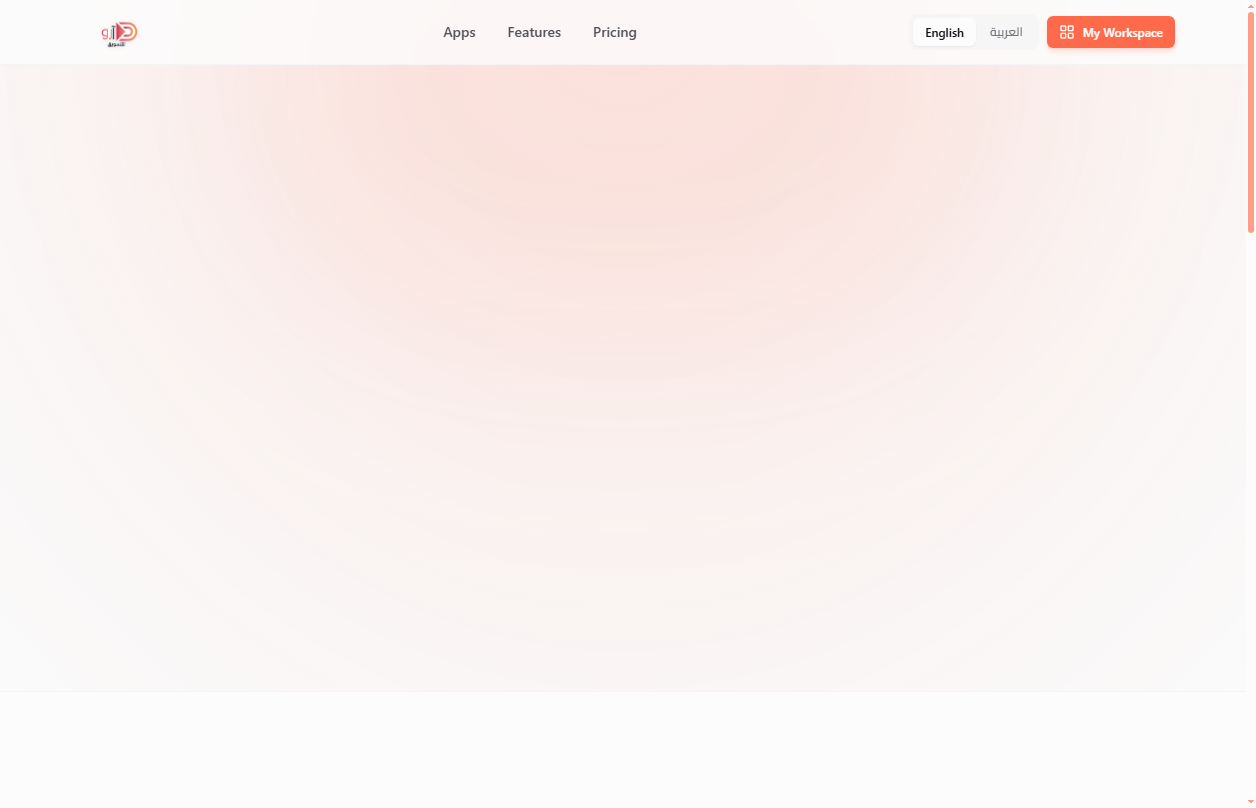 Apps
Features
Pricing
English
العربية
My Workspace